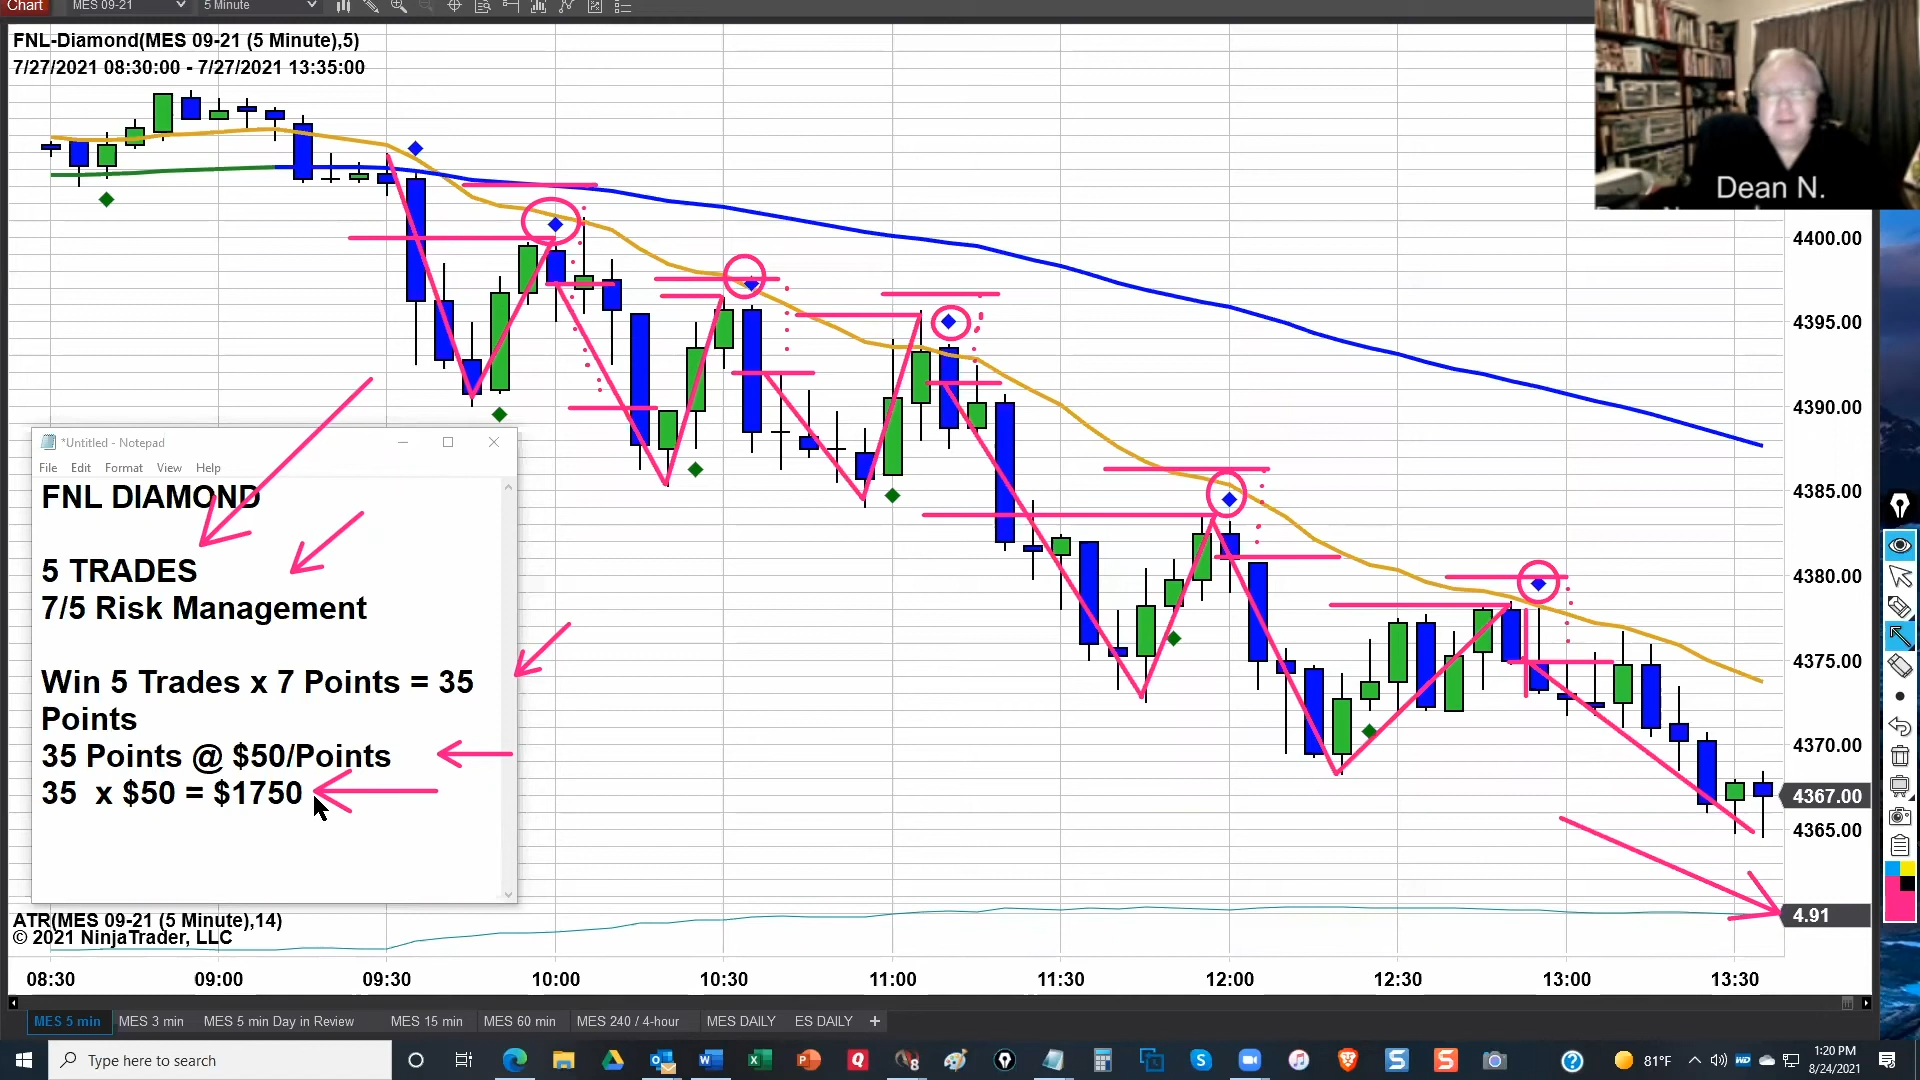 Chart
MES 09-21
5 Minute
FNL-Diamond(MES 09-21 (5 Minute),5)
7/27/2021 08:30:00 - 7/27/2021 13:35:00
Dean N.
4400.00
4395.00
4390.00
4385.00
4380.00
4375.00
4370.00
4367.00
4365.00
4.91
*Untitled - Notepad
File Edit Format View Help
FNL DIAMOND
5 TRADES
7/5 Risk Management
Win 5 Trades x 7 Points = 35
Points
35 Points @ $50/Points
35 x $50 = $1750
ATR(MES 09-21 (5 Minute),14)
© 2021 NinjaTrader, LLC
08:30 09:00 09:30 10:00 10:30 11:00 11:30 12:00 12:30 13:00 13:30
MES 5 min MES 3 min MES 5 min Day in Review MES 15 min MES 60 min MES 240 / 4-hour MES DAILY ES DAILY +
Type here to search
81°F
1:20 PM
8/24/2021